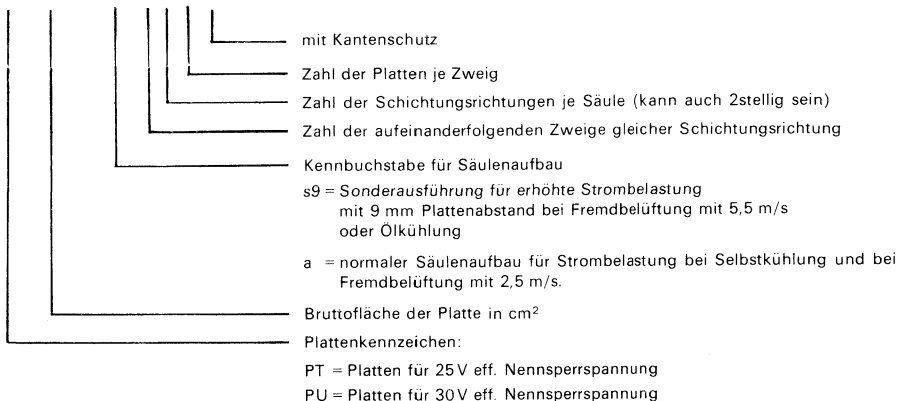 mit Kantenschutz
Zahl der Platten je Zweig
Zahl der Schichtungsrichtungen je Säule (kann auch 2stellig sein)
Zahl der aufeinanderfolgenden Zweige gleicher Schichtungsrichtung
Kennbuchstabe für Säulenaufbau
s9 = Sonderausführung für erhöhte Strombelastung
mit 9 mm Plattenabstand bei Fremdbelüftung mit 5,5 m/s
oder Ölkühlung
a = normaler Säulenaufbau für Strombelastung bei Selbstkühlung und bei
Fremdbelüftung mit 2,5 m/s.
Bruttofläche der Platte in cm²
Plattenkennzeichen:
PT = Platten für 25 V eff. Nennsperrspannung
PU = Platten für 30 V eff. Nennsperrspannung